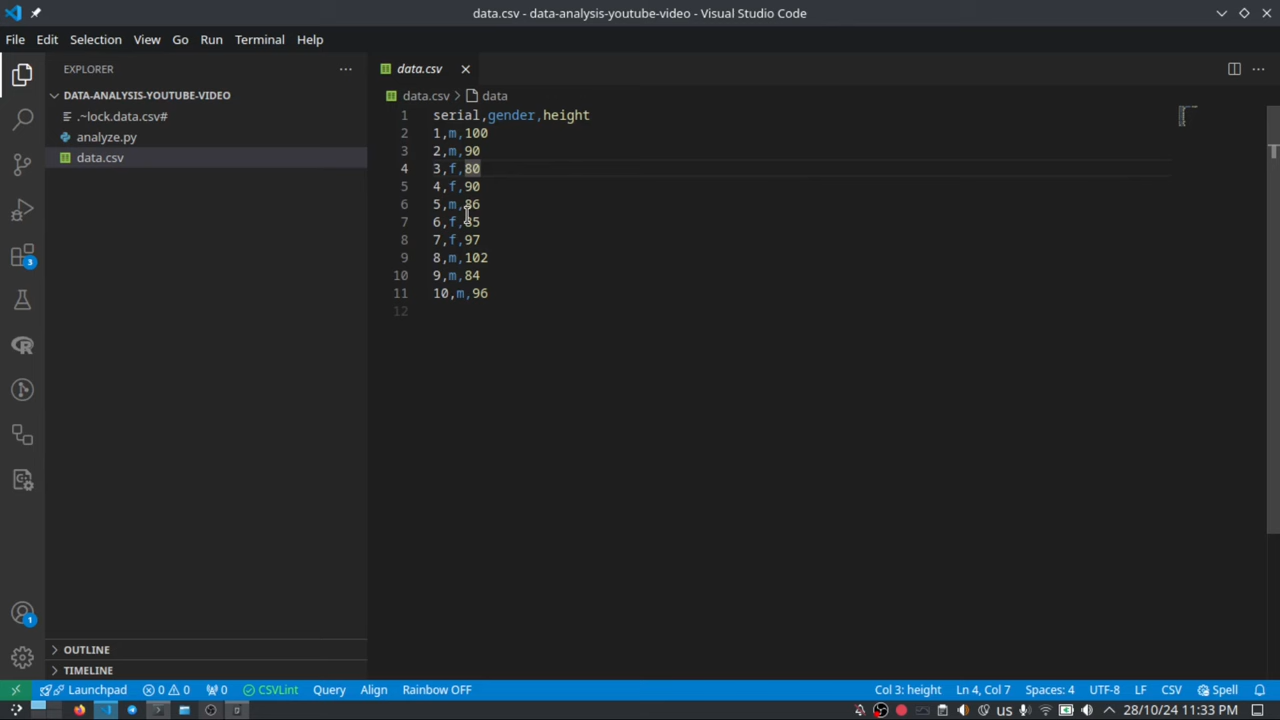 data.csv - data-analysis-youtube-video - Visual Studio Code
File Edit Selection View Go Run Terminal Help
EXPLORER
data.csv
DATA-ANALYSIS-YOUTUBE-VIDEO
data.csv > data
.~lock.data.csv#
analyze.py
data.csv
1 serial,gender,height
2 1,m,100
3 2,m,90
4 3,f,80
5 4,f,90
6 5,m,86
7 6,f,85
8 7,f,97
9 8,m,102
10 9,m,84
11 10,m,96
12
3
1
OUTLINE
TIMELINE
Launchpad 0 0 0 CSVLint Query Align Rainbow OFF Col 3: height Ln 4, Col 7 Spaces: 4 UTF-8 LF CSV Spell
us 28/10/24 11:33 PM